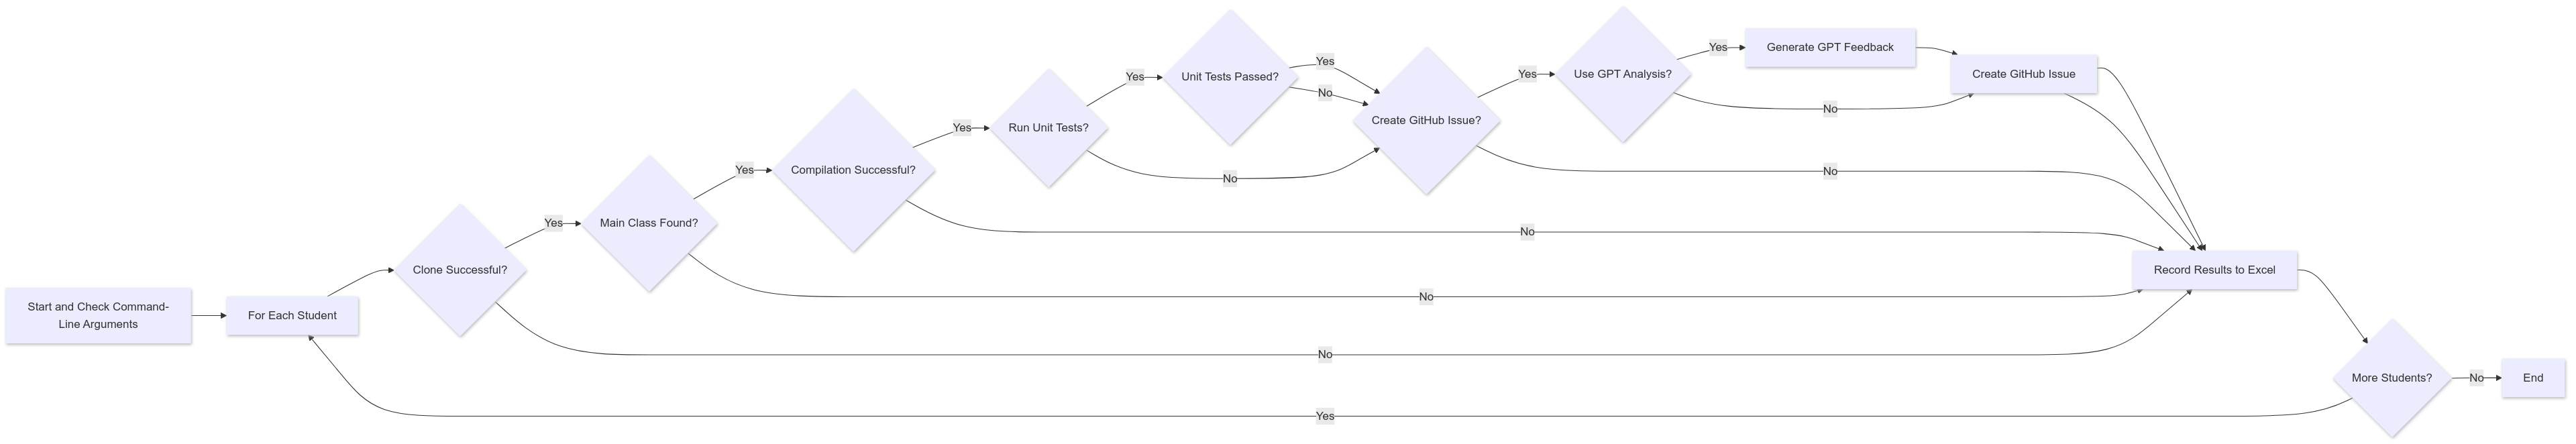 Start and Check Command-
Line Arguments
For Each Student
Clone Successful?
Yes
No
Main Class Found?
Yes
No
Compilation Successful?
Yes
No
Run Unit Tests?
Yes
No
Unit Tests Passed?
Yes
No
Create GitHub Issue?
Yes
No
Use GPT Analysis?
Yes
No
Generate GPT Feedback
Create GitHub Issue
Record Results to Excel
More Students?
Yes
No
End